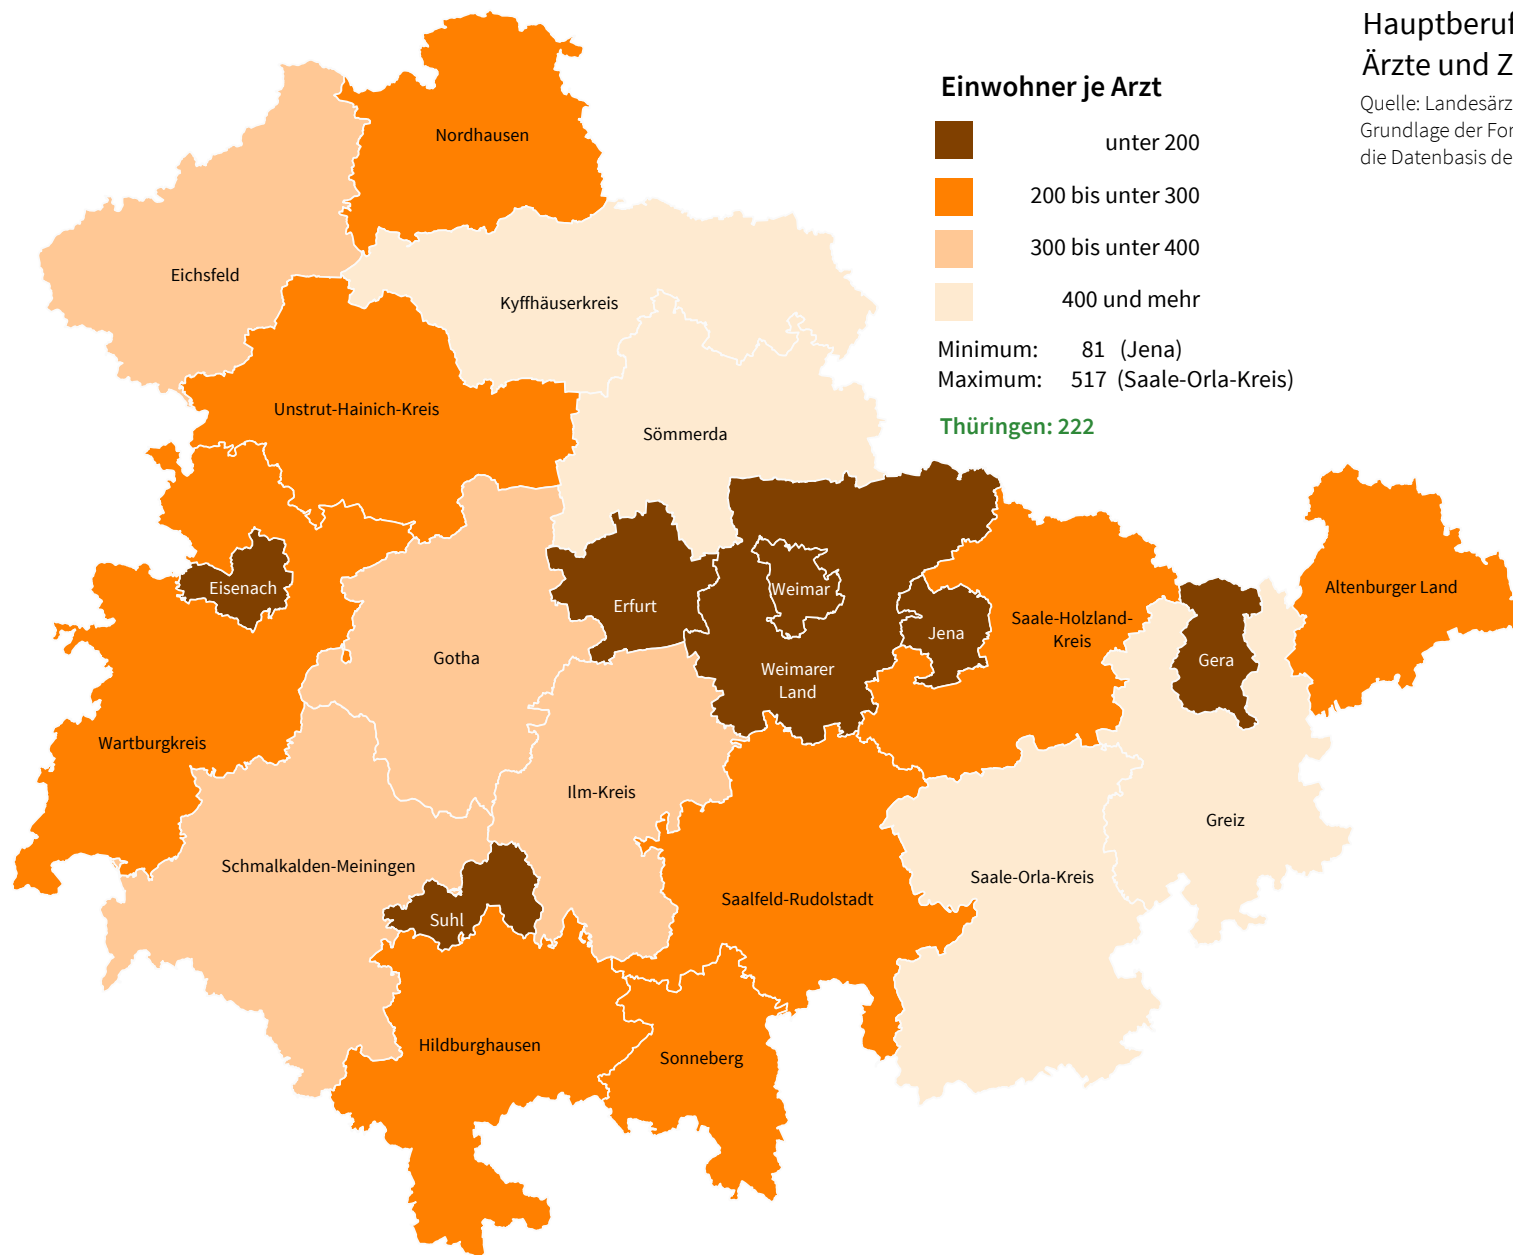 Hauptberuf
Ärzte und Z
Quelle: Landesärz
Grundlage der For
die Datenbasis de
Einwohner je Arzt
unter 200
200 bis unter 300
300 bis unter 400
400 und mehr
Minimum: 81 (Jena)
Maximum: 517 (Saale-Orla-Kreis)
Thüringen: 222
Nordhausen
Eichsfeld
Kyffhäuserkreis
Unstrut-Hainich-Kreis
Sömmerda
Eisenach
Erfurt
Weimar
Altenburger Land
Saale-Holzland-
Kreis
Jena
Gotha
Gera
Weimarer
Land
Wartburgkreis
Ilm-Kreis
Greiz
Schmalkalden-Meiningen
Saale-Orla-Kreis
Saalfeld-Rudolstadt
Suhl
Hildburghausen
Sonneberg